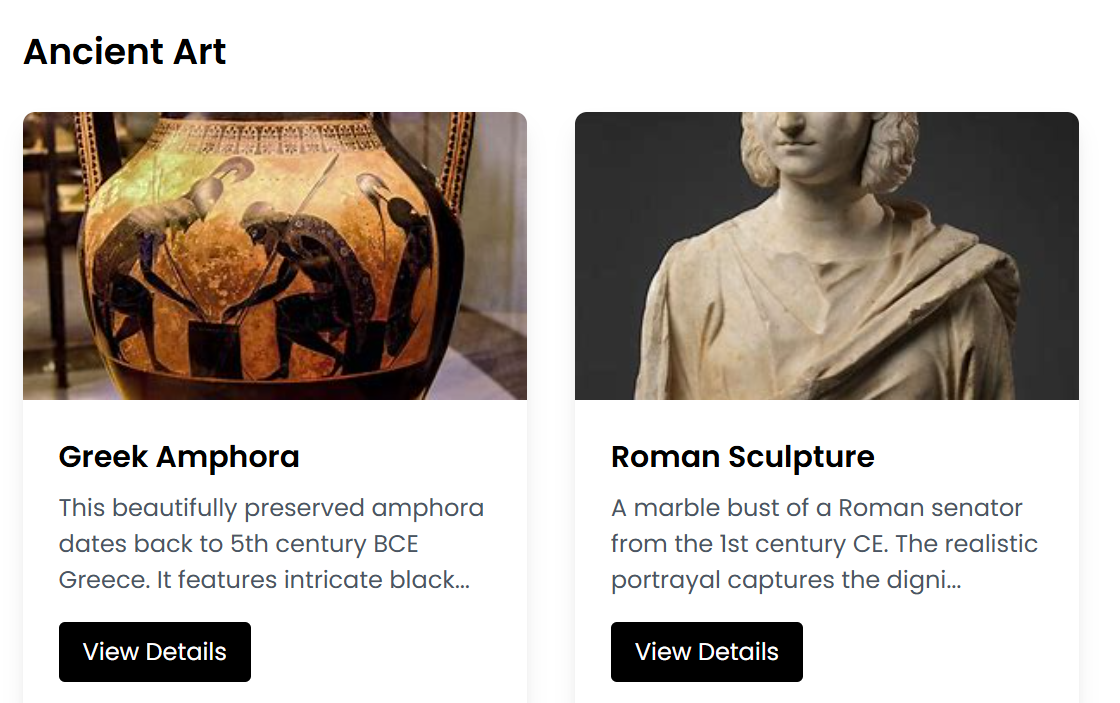 Ancient Art
Greek Amphora
This beautifully preserved amphora
dates back to 5th century BCE
Greece. It features intricate black...
View Details
Roman Sculpture
A marble bust of a Roman senator
from the 1st century CE. The realistic
portrayal captures the digni...
View Details